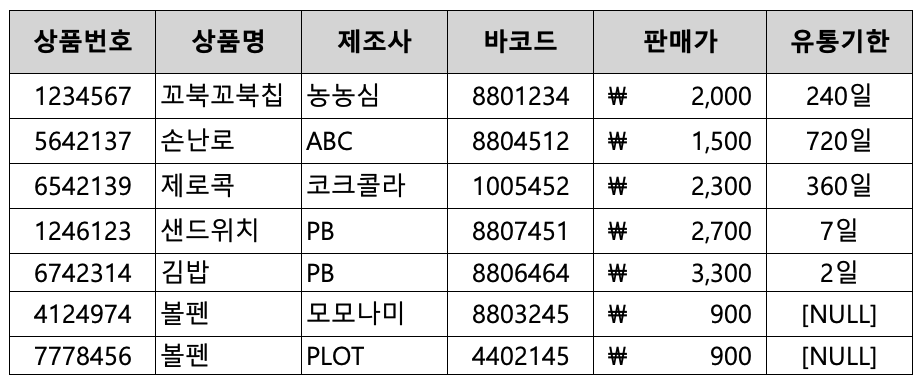 상품번호 상품명 제조사 바코드 판매가 유통기한
1234567 꼬북꼬북칩 농농심 8801234 ₩ 2,000 240일
5642137 손난로 ABC 8804512 ₩ 1,500 720일
6542139 제로콕 코크콜라 1005452 ₩ 2,300 360일
1246123 샌드위치 PB 8807451 ₩ 2,700 7일
6742314 김밥 PB 8806464 ₩ 3,300 2일
4124974 볼펜 모모나미 8803245 ₩ 900 [NULL]
7778456 볼펜 PLOT 4402145 ₩ 900 [NULL]